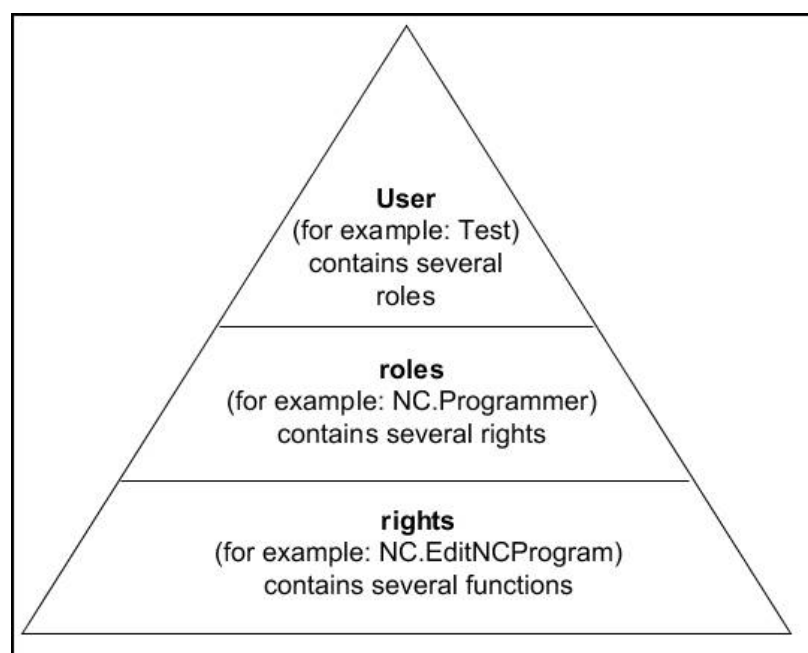 User
(for example: Test)
contains several
roles
roles
(for example: NC.Programmer)
contains several rights
rights
(for example: NC.EditNCProgram)
contains several functions